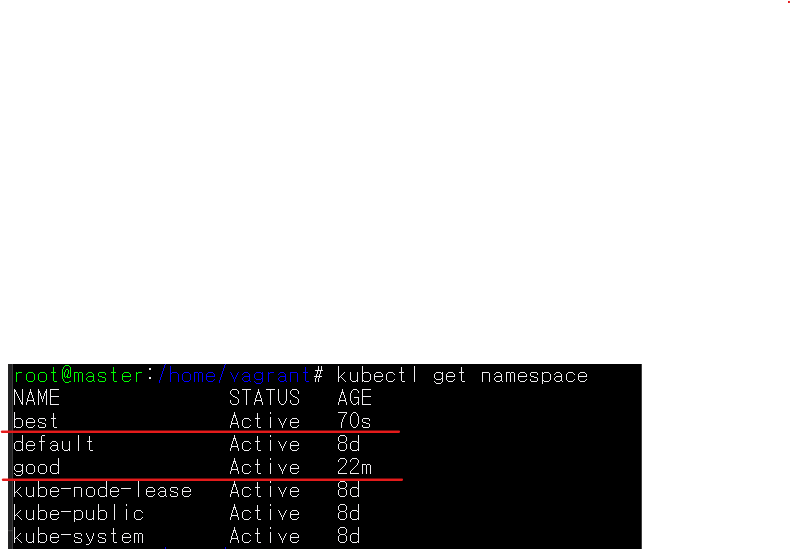 root@master:/home/vagrant# kubectl get namespace
NAME STATUS AGE
best Active 70s
default Active 8d
good Active 22m
kube-node-lease Active 8d
kube-public Active 8d
kube-system Active 8d